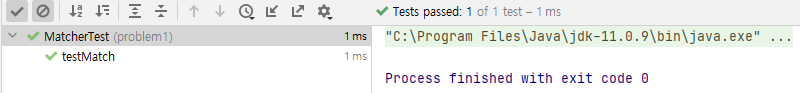 Tests passed: 1 of 1 test – 1 ms
MatcherTest (problem1) 1 ms
testMatch 1 ms
"C:\Program Files\Java\jdk-11.0.9\bin\java.exe" ...
Process finished with exit code 0